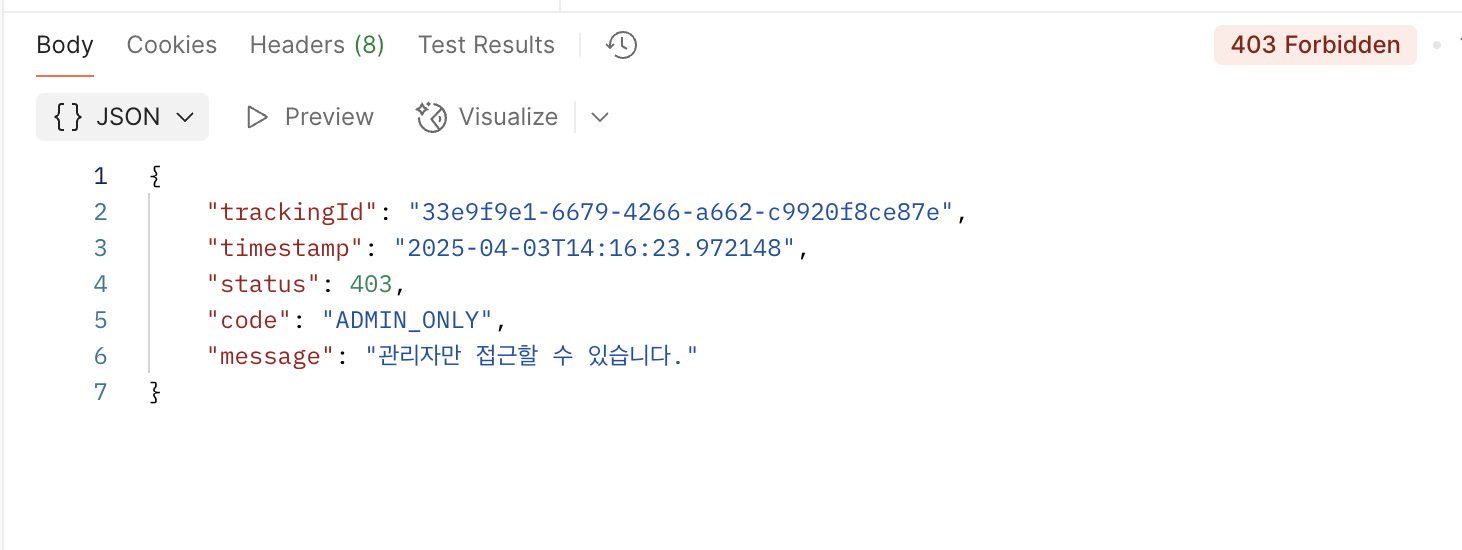 Body Cookies Headers (8) Test Results 403 Forbidden
{} JSON Preview Visualize
1 {
2 "trackingId": "33e9f9e1-6679-4266-a662-c9920f8ce87e",
3 "timestamp": "2025-04-03T14:16:23.972148",
4 "status": 403,
5 "code": "ADMIN_ONLY",
6 "message": "관리자만 접근할 수 있습니다."
7 }